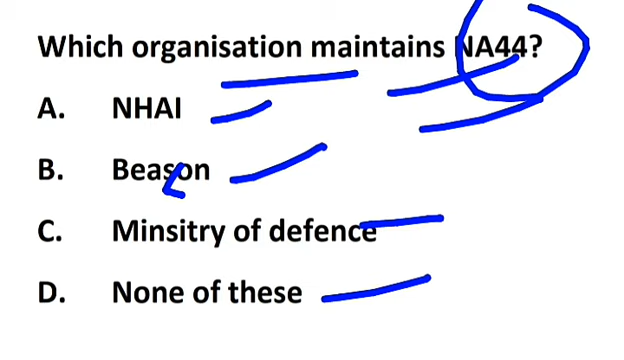 Which organisation maintains NA44?
A. NHAI
B. Beason
C. Minsitry of defence
D. None of these